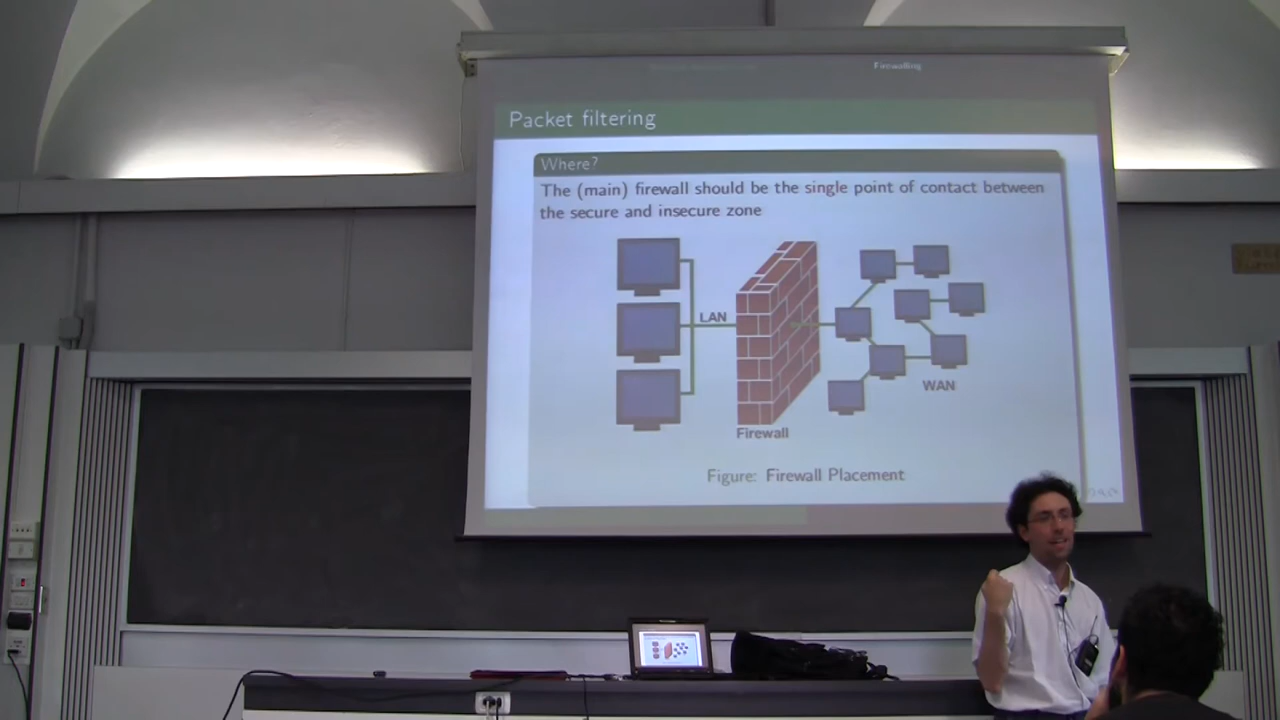 Firewalling
Packet filtering
Where?
The (main) firewall should be the single point of contact between
the secure and insecure zone
LAN
WAN
Firewall
Figure: Firewall Placement